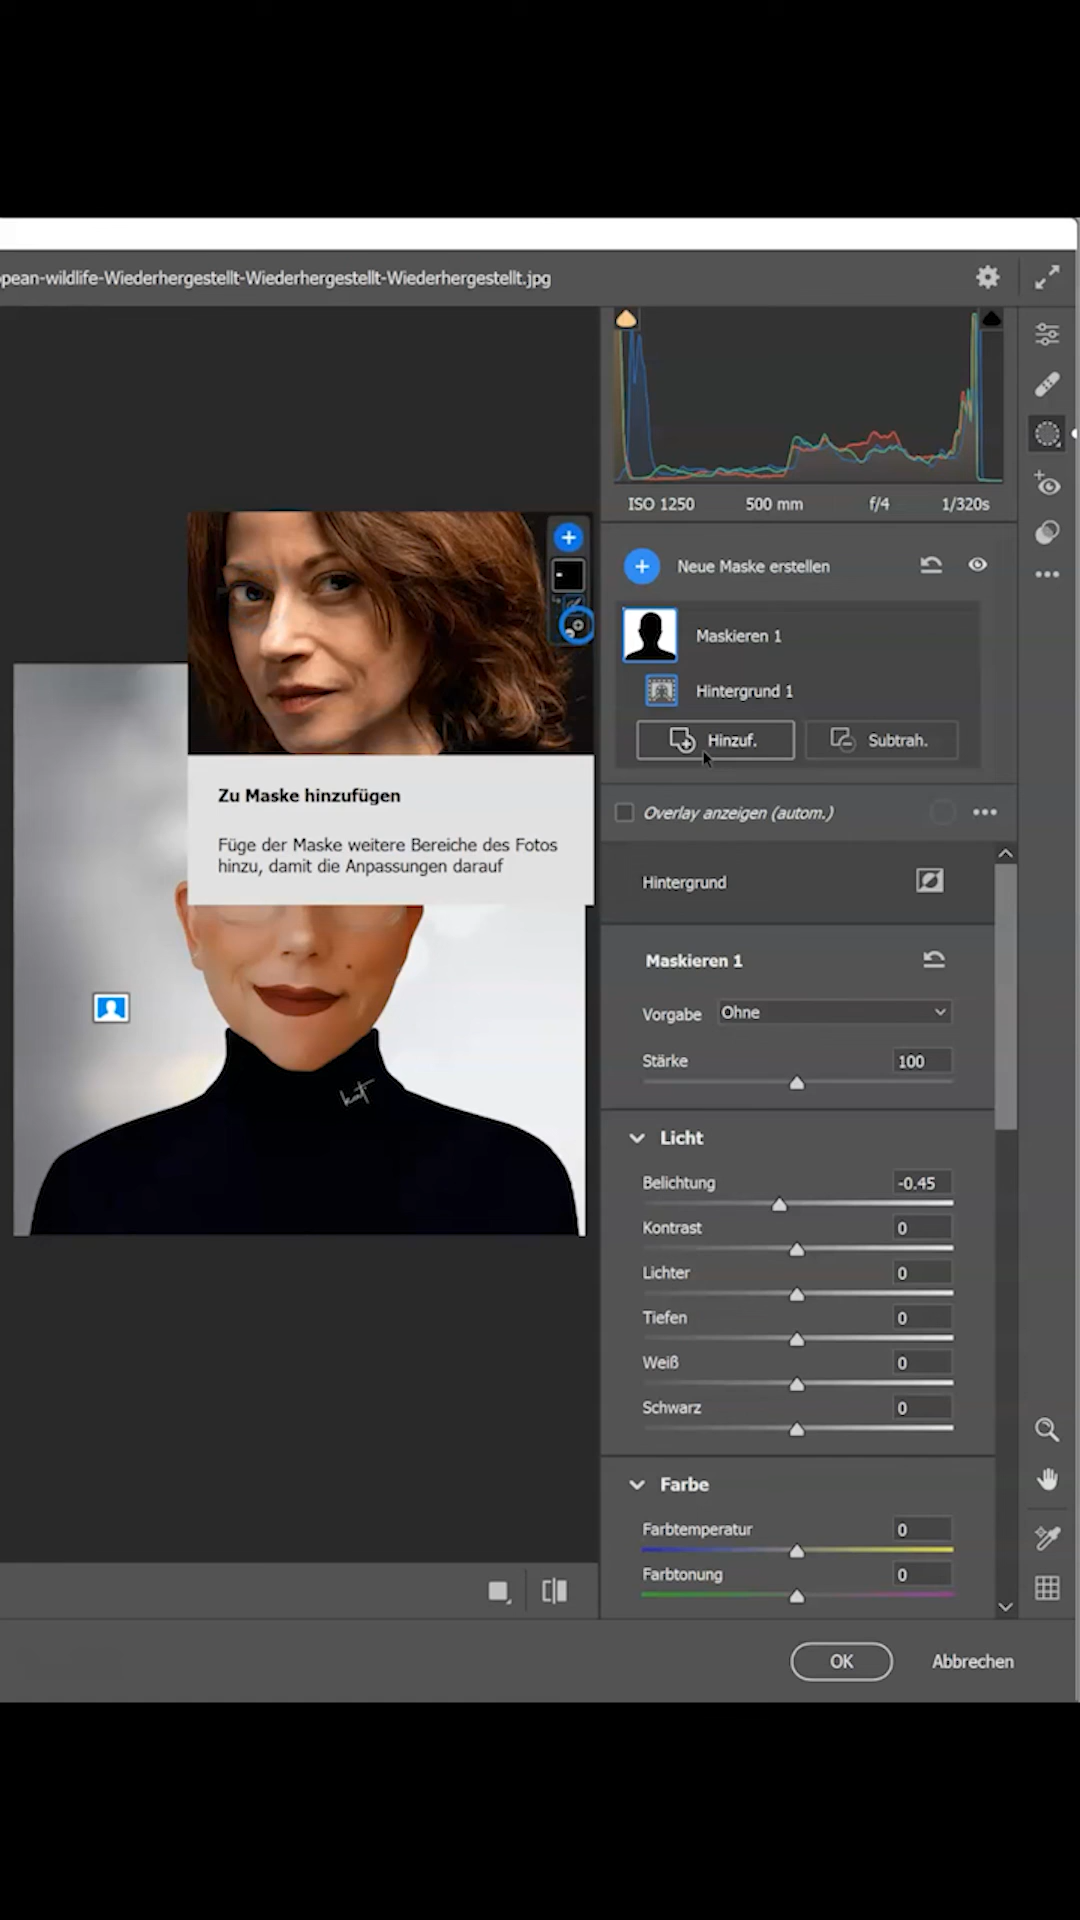 pean-wildlife-Wiederhergestellt-Wiederhergestellt-Wiederhergestellt.jpg
ISO 1250 500 mm f/4 1/320s
Neue Maske erstellen
Maskieren 1
Hintergrund 1
Hinzuf. Subtrah.
Zu Maske hinzufügen
Füge der Maske weitere Bereiche des Fotos
hinzu, damit die Anpassungen darauf
Overlay anzeigen (autom.)
Hintergrund
Maskieren 1
Vorgabe Ohne
Stärke 100
kat
Licht
Belichtung -0.45
Kontrast 0
Lichter 0
Tiefen 0
Weiß 0
Schwarz 0
Farbe
Farbtemperatur 0
Farbtonung 0
OK Abbrechen